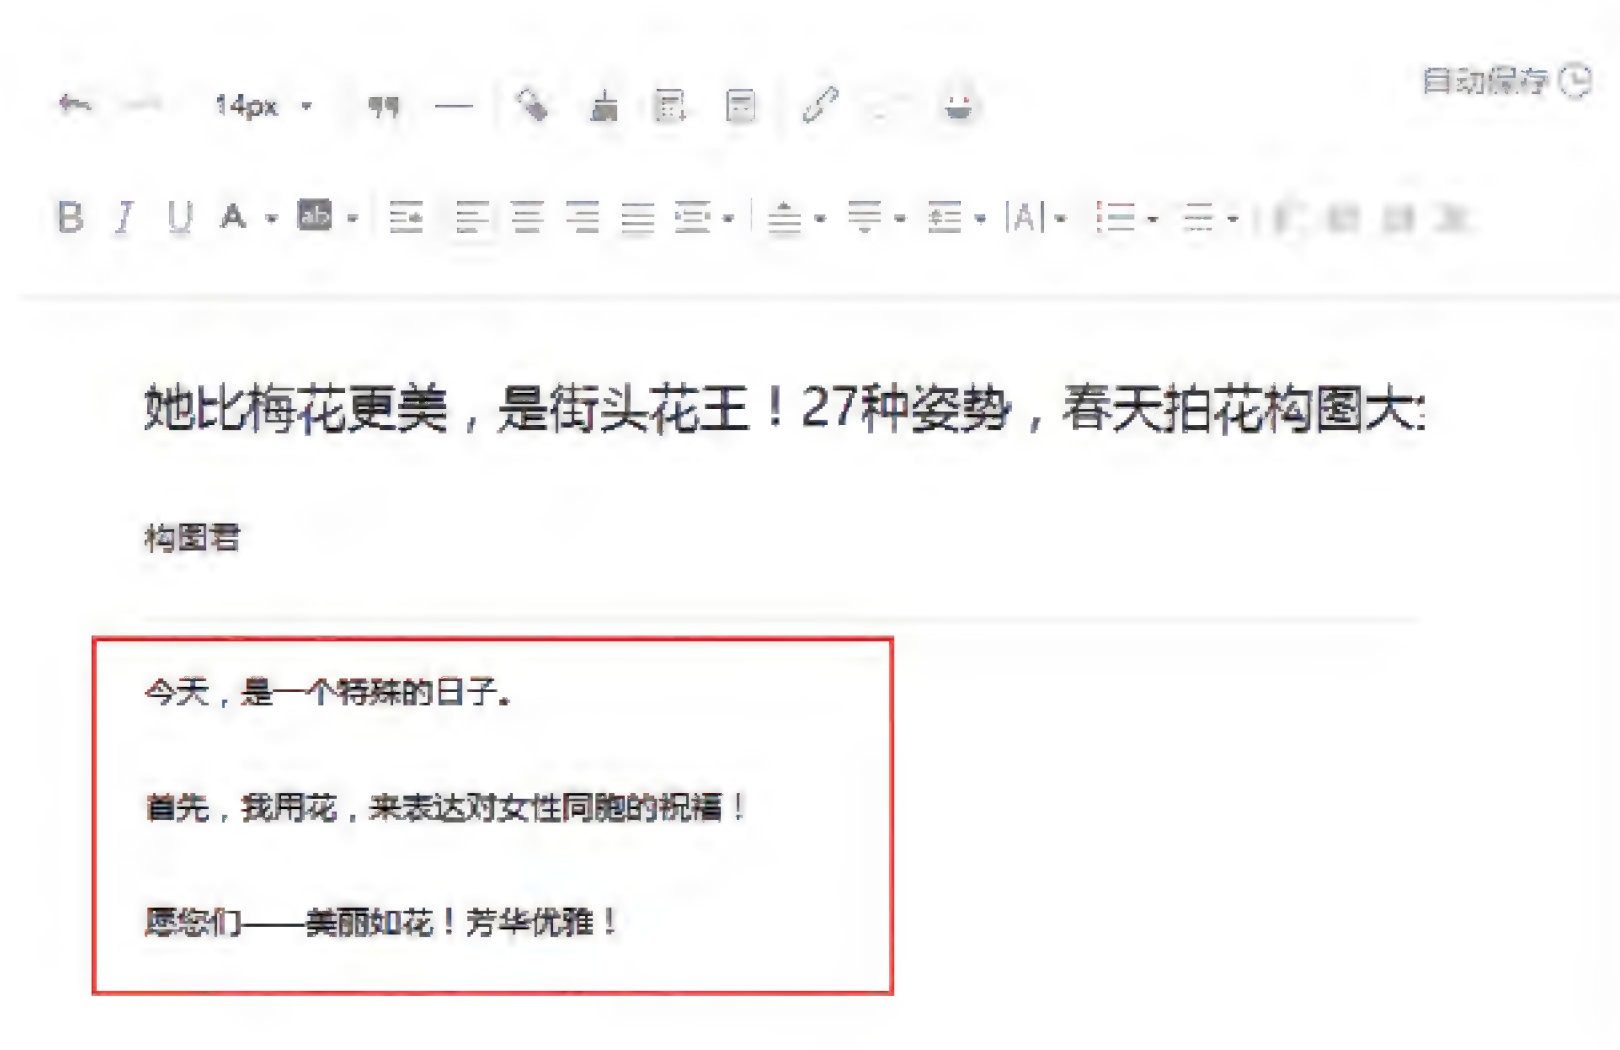 自动保存
14px
B I U A ab |A|
她比梅花更美，是街头花王！27种姿势，春天拍花构图大
构图君
今天，是一个特殊的日子。
首先，我用花，来表达对女性同胞的祝福！
愿您们——美丽如花！芳华优雅！